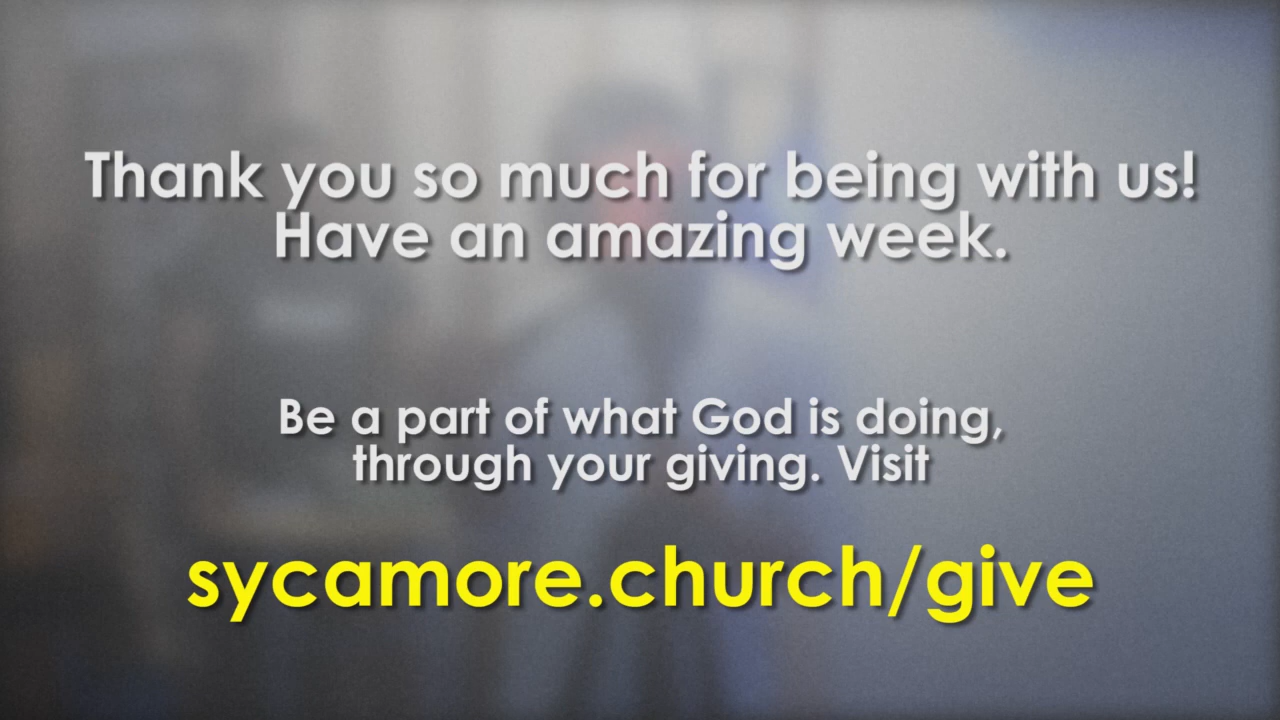 Thank you so much for being with us!
Have an amazing week.
Be a part of what God is doing,
through your giving. Visit
sycamore.church/give